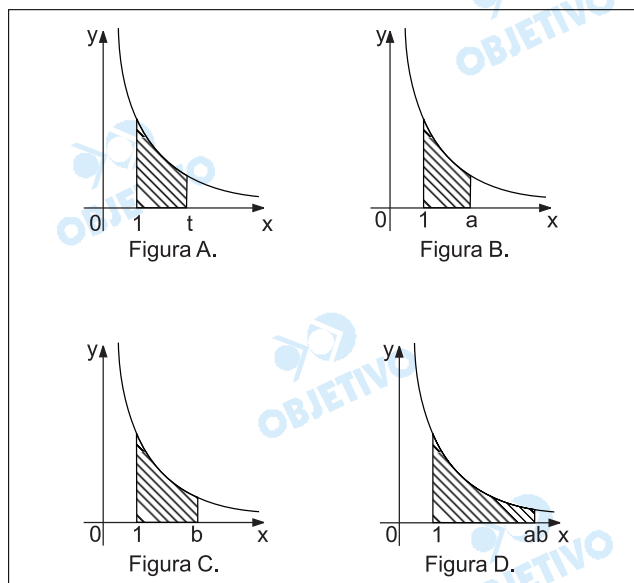 OBJETIVO
y
y
0 1 t x
0 1 a x
Figura A.
Figura B.
OBJETIVO
OBJETIVO
y
y
0 1 b x
0 1 ab x
Figura C.
Figura D.
OBJETIVO